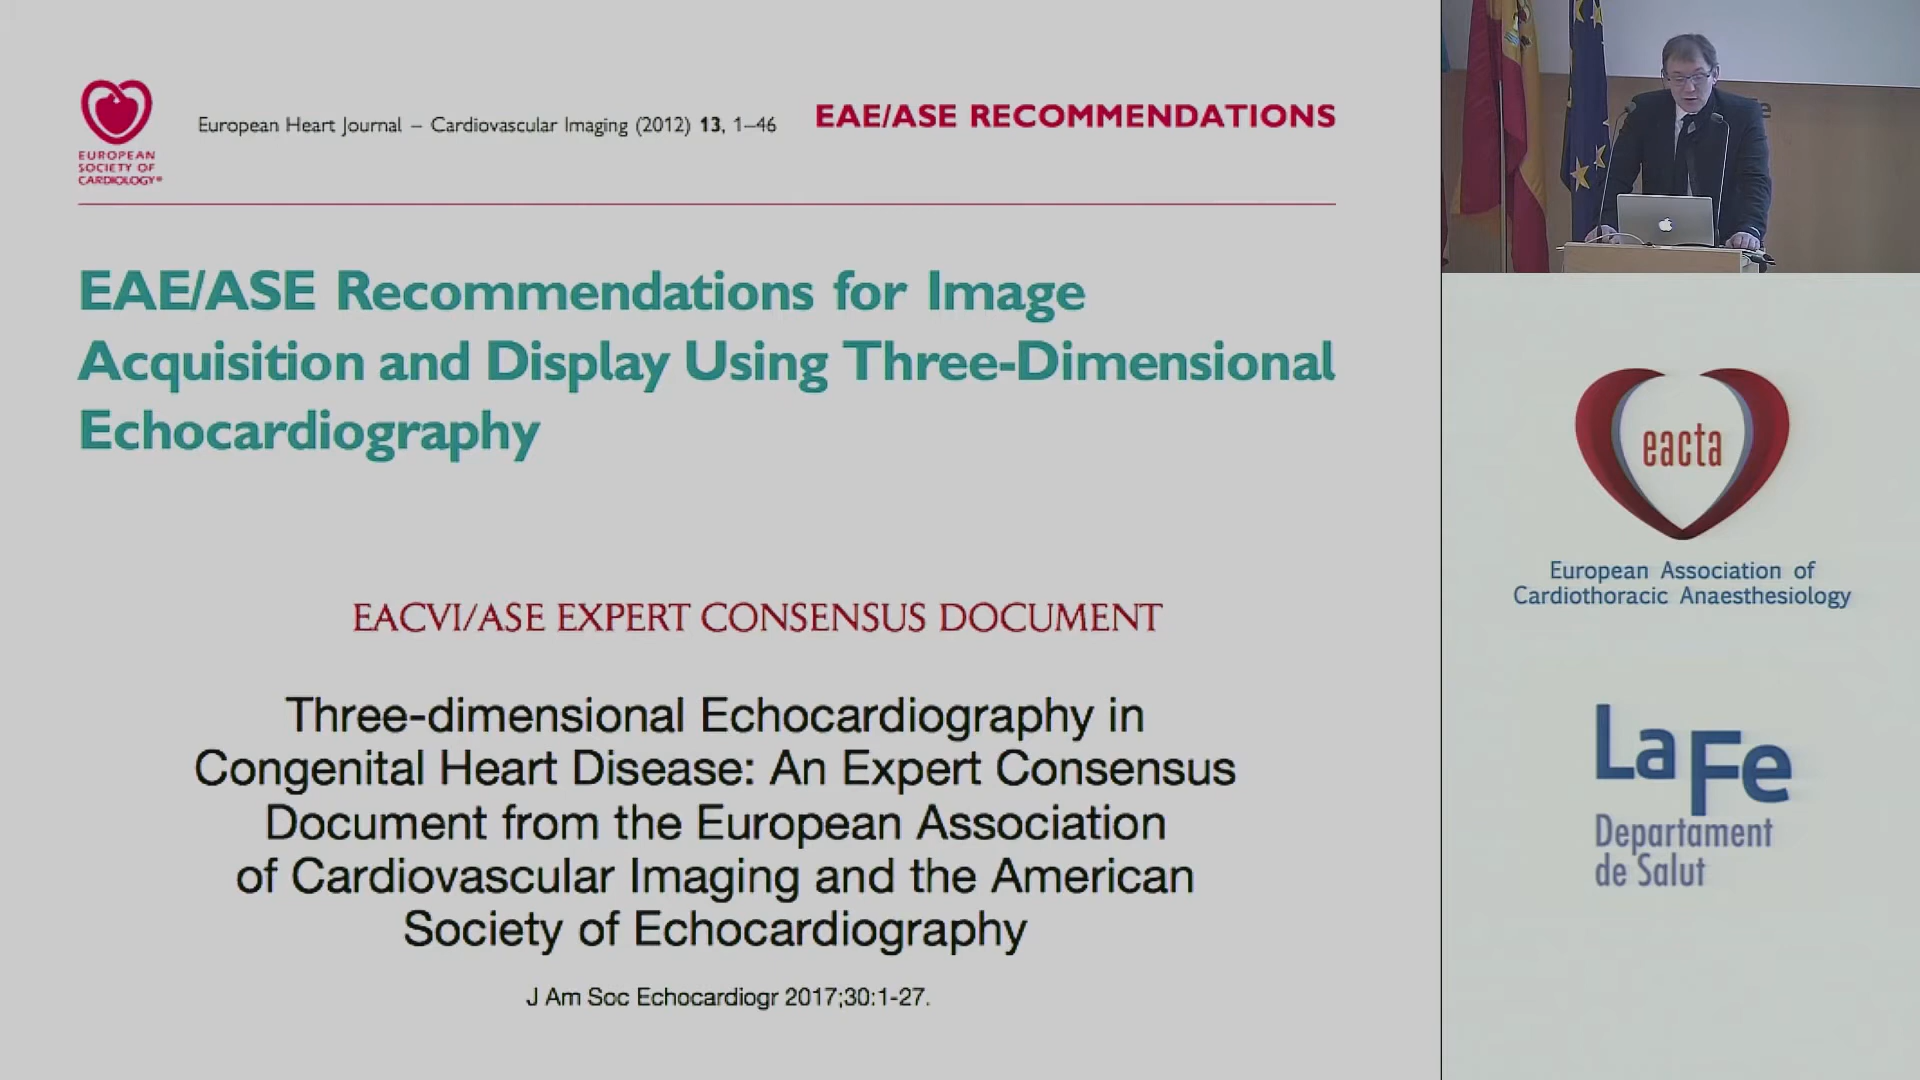 EUROPEAN
SOCIETY OF
CARDIOLOGY®
European Heart Journal – Cardiovascular Imaging (2012) 13, 1–46
EAE/ASE RECOMMENDATIONS
EAE/ASE Recommendations for Image
Acquisition and Display Using Three-Dimensional
Echocardiography
EACVI/ASE EXPERT CONSENSUS DOCUMENT
Three-dimensional Echocardiography in
Congenital Heart Disease: An Expert Consensus
Document from the European Association
of Cardiovascular Imaging and the American
Society of Echocardiography
J Am Soc Echocardiogr 2017;30:1-27.
eacta
European Association of
Cardiothoracic Anaesthesiology
La Fe
Departament
de Salut